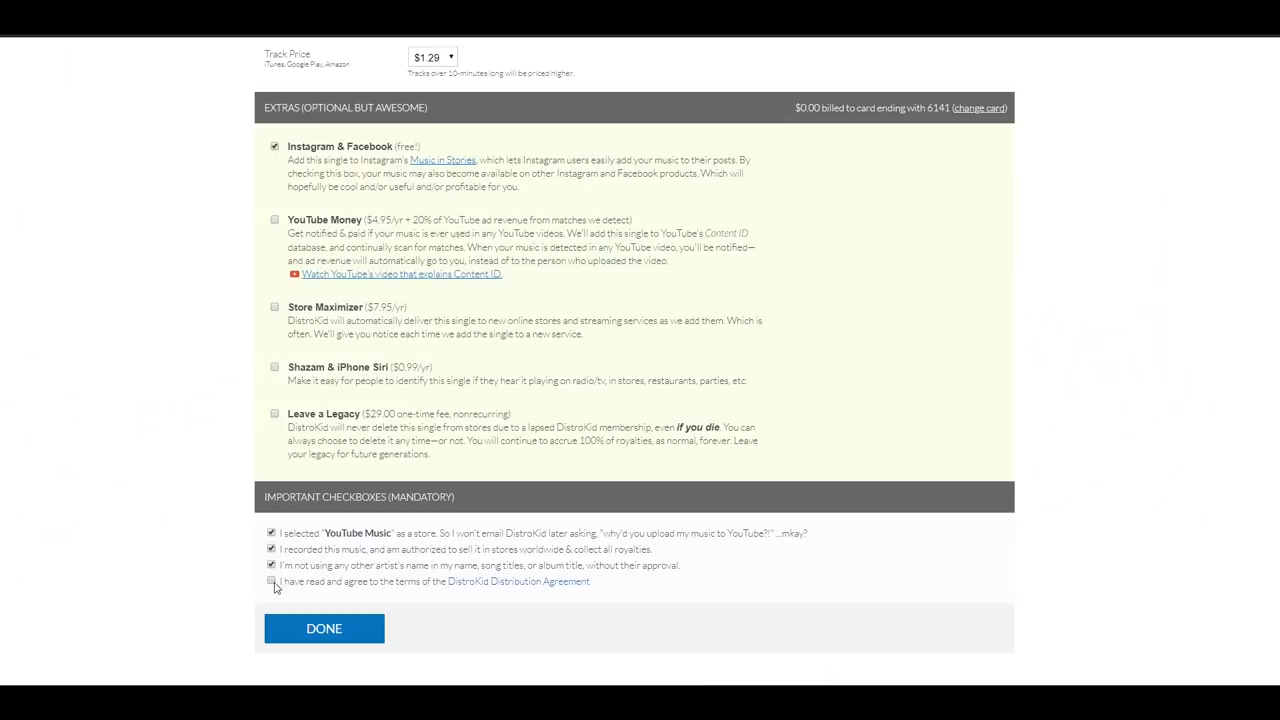 Track Price
iTunes, Google Play, Amazon
$1.29
Tracks over 10-minutes long will be priced higher.
EXTRAS (OPTIONAL BUT AWESOME)
$0.00 billed to card ending with 6141 (change card)
Instagram & Facebook (free!)
Add this single to Instagram's Music in Stories, which lets Instagram users easily add your music to their posts. By
checking this box, your music may also become available on other Instagram and Facebook products. Which will
hopefully be cool and/or useful and/or profitable for you.
YouTube Money ($4.95/yr + 20% of YouTube ad revenue from matches we detect)
Get notified & paid if your music is ever used in any YouTube videos. We'll add this single to YouTube's Content ID
database, and continually scan for matches. When your music is detected in any YouTube video, you'll be notified—
and ad revenue will automatically go to you, instead of to the person who uploaded the video.
Watch YouTube's video that explains Content ID.
Store Maximizer ($7.95/yr)
DistroKid will automatically deliver this single to new online stores and streaming services as we add them. Which is
often. We'll give you notice each time we add the single to a new service.
Shazam & iPhone Siri ($0.99/yr)
Make it easy for people to identify this single if they hear it playing on radio/tv, in stores, restaurants, parties, etc.
Leave a Legacy ($29.00 one-time fee, nonrecurring)
DistroKid will never delete this single from stores due to a lapsed DistroKid membership, even if you die. You can
always choose to delete it any time—or not. You will continue to accrue 100% of royalties, as normal, forever. Leave
your legacy for future generations.
IMPORTANT CHECKBOXES (MANDATORY)
I selected "YouTube Music" as a store. So I won't email DistroKid later asking, "why'd you upload my music to YouTube?!" ...mkay?
I recorded this music, and am authorized to sell it in stores worldwide & collect all royalties.
I'm not using any other artist's name in my name, song titles, or album title, without their approval.
I have read and agree to the terms of the DistroKid Distribution Agreement
DONE